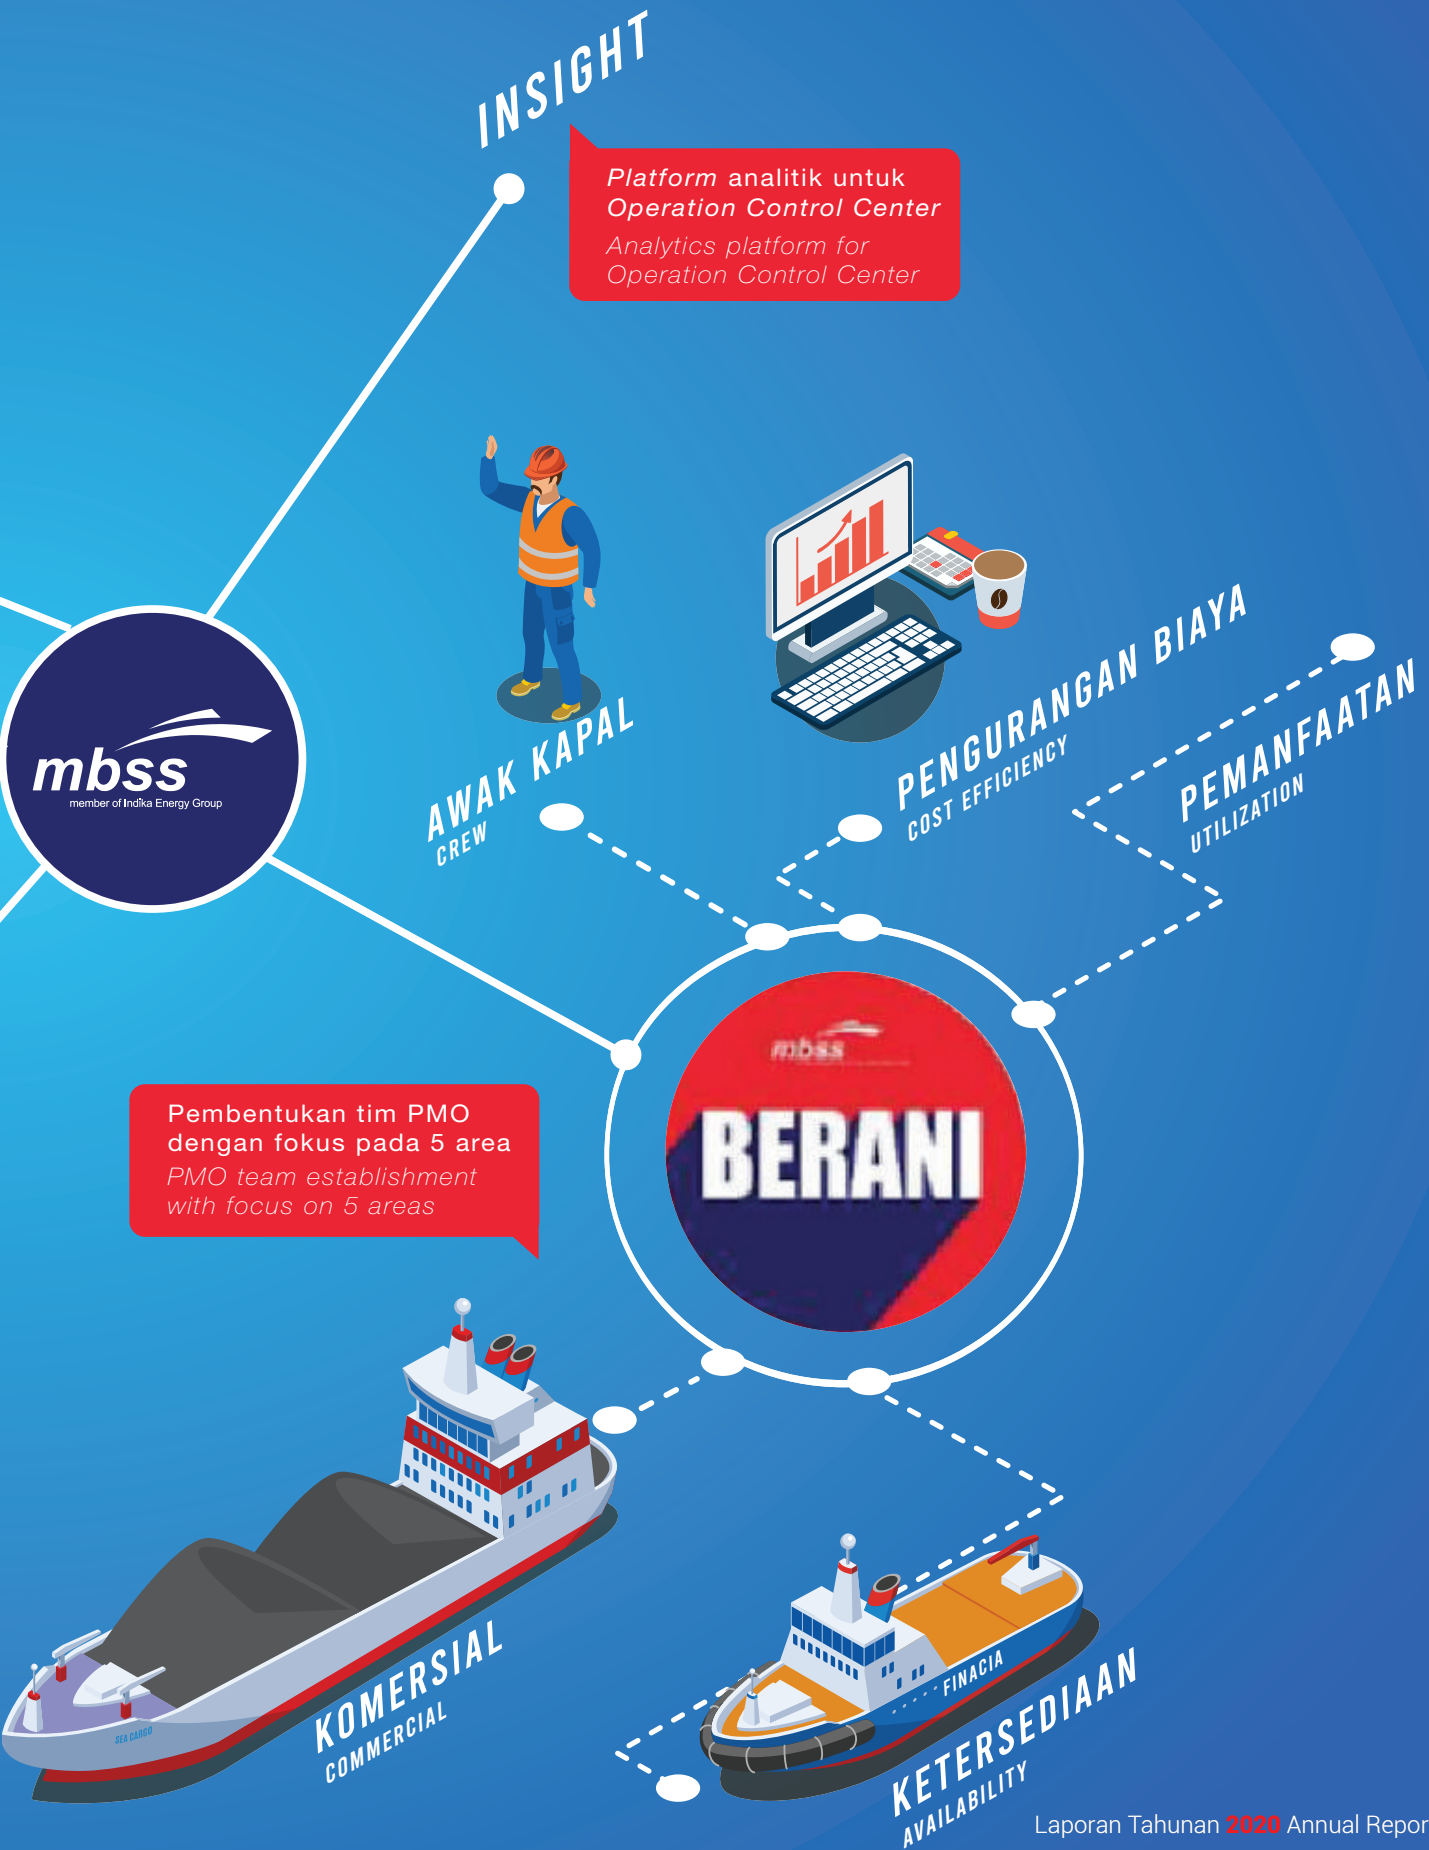 INSIGHT
Platform analitik untuk
Operation Control Center
Analytics platform for
Operation Control Center
mbss
member of Indika Energy Group
AWAK KAPAL
CREW
PENGURANGAN BIAYA
COST EFFICIENCY
PEMANFAATAN
UTILIZATION
mbss
BERANI
Pembentukan tim PMO
dengan fokus pada 5 area
PMO team establishment
with focus on 5 areas
SEA CARGO
KOMERSIAL
COMMERCIAL
FINACIA
KETERSEDIAAN
AVAILABILITY
Laporan Tahunan 2020 Annual Repor